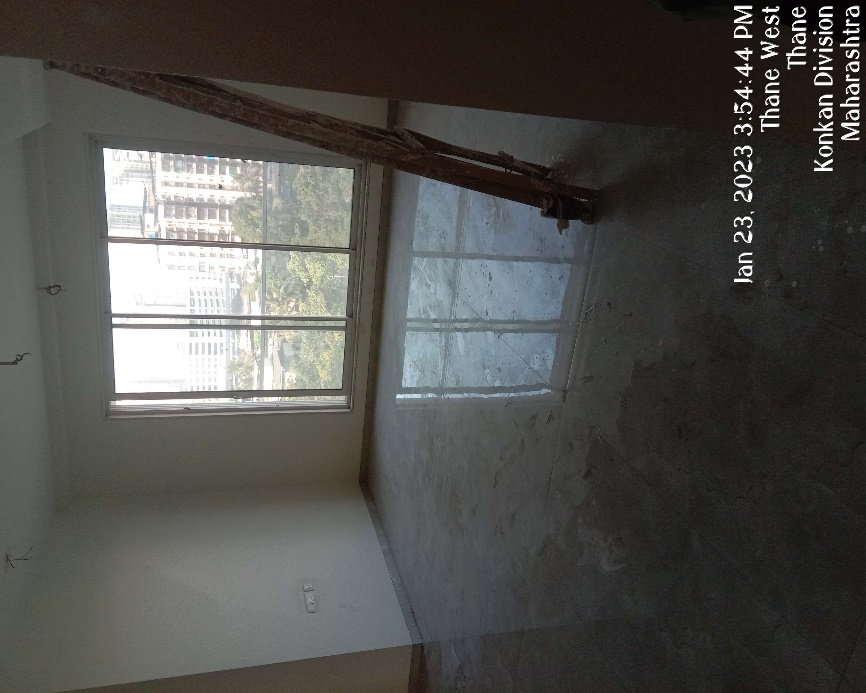 Jan 23, 2023 3:54:44 PM
Thane West
Thane
Konkan Division
Maharashtra